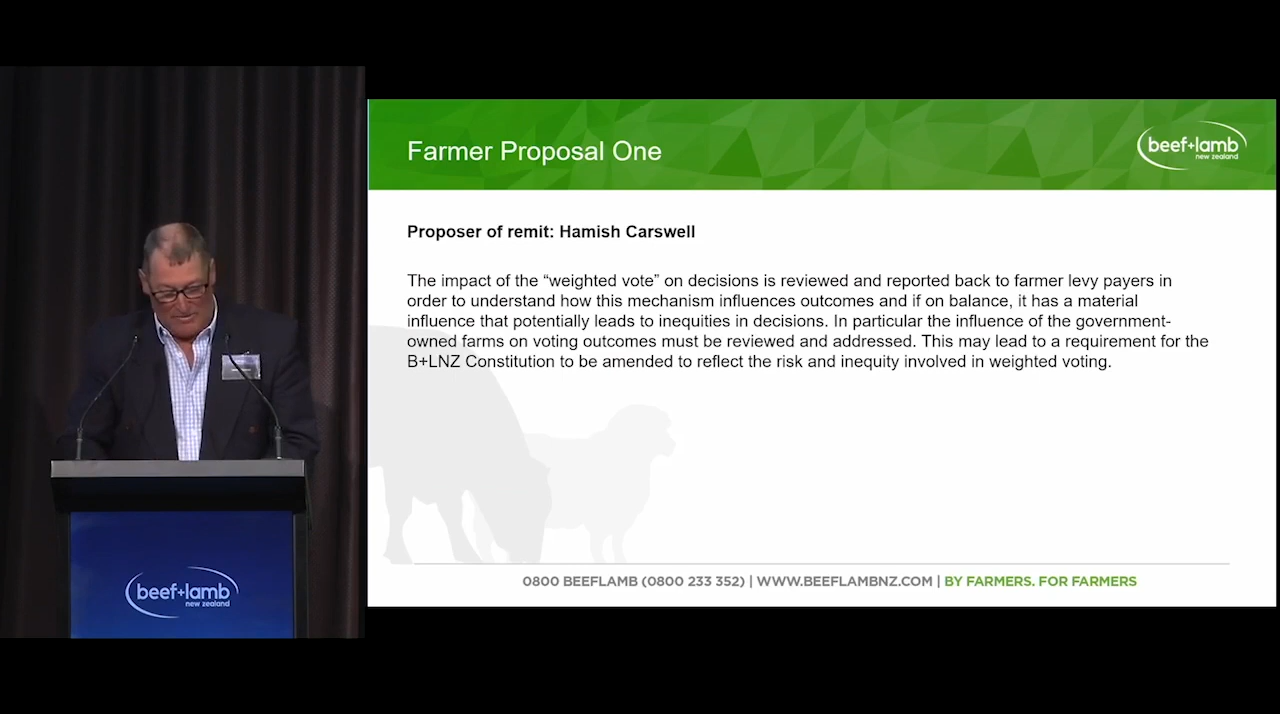 Farmer Proposal One
beef+lamb
new zealand
Proposer of remit: Hamish Carswell
The impact of the “weighted vote” on decisions is reviewed and reported back to farmer levy payers in
order to understand how this mechanism influences outcomes and if on balance, it has a material
influence that potentially leads to inequities in decisions. In particular the influence of the government-
owned farms on voting outcomes must be reviewed and addressed. This may lead to a requirement for the
B+LNZ Constitution to be amended to reflect the risk and inequity involved in weighted voting.
0800 BEEFLAMB (0800 233 352) | WWW.BEEFLAMBNZ.COM | BY FARMERS. FOR FARMERS
beef+lamb
new zealand